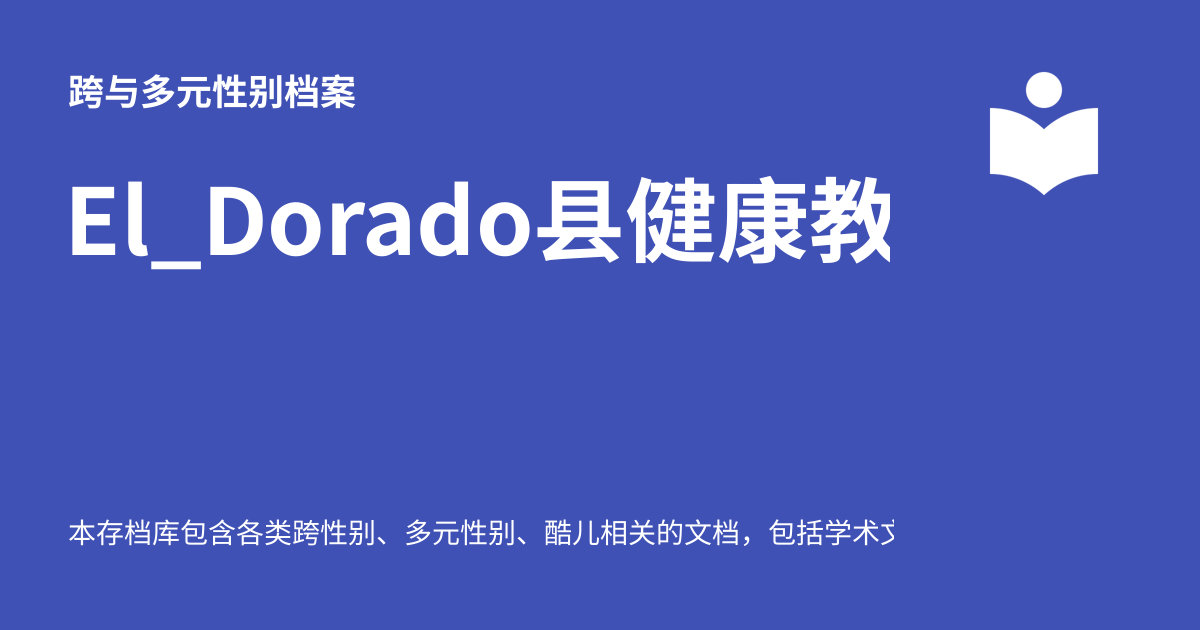 跨与多元性别档案
El_Dorado县健康教
本存档库包含各类跨性别、多元性别、酷儿相关的文档，包括学术文